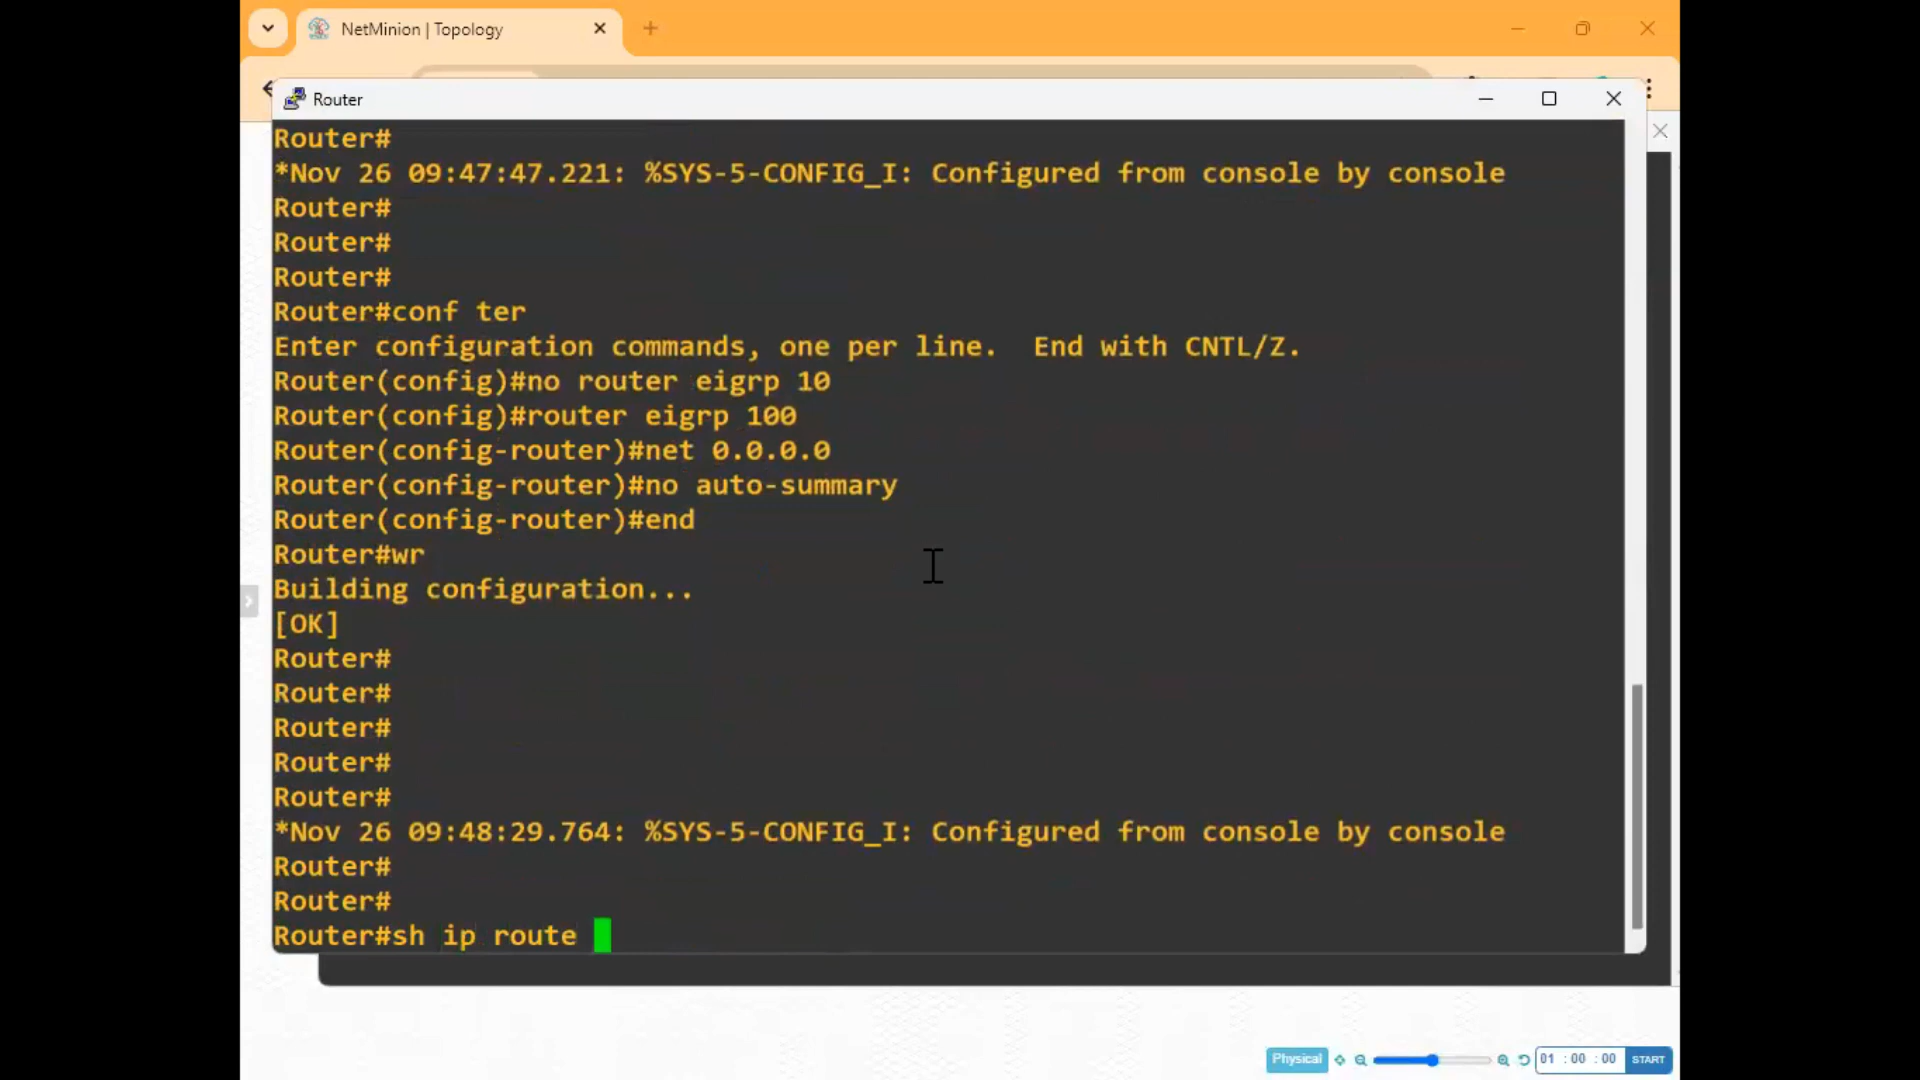 NetMinion | Topology
Router
Router#
*Nov 26 09:47:47.221: %SYS-5-CONFIG_I: Configured from console by console
Router#
Router#
Router#
Router#conf ter
Enter configuration commands, one per line.  End with CNTL/Z.
Router(config)#no router eigrp 10
Router(config)#router eigrp 100
Router(config-router)#net 0.0.0.0
Router(config-router)#no auto-summary
Router(config-router)#end
Router#wr
Building configuration...
[OK]
Router#
Router#
Router#
Router#
Router#
*Nov 26 09:48:29.764: %SYS-5-CONFIG_I: Configured from console by console
Router#
Router#
Router#sh ip route
Physical 01 : 00 : 00 START